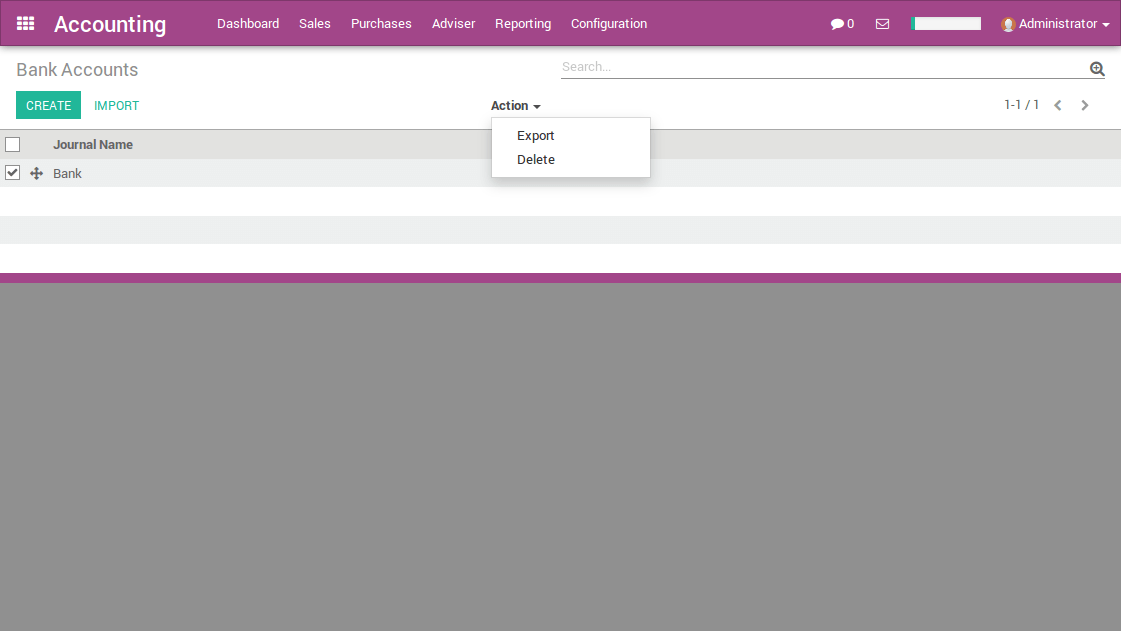 Accounting Dashboard Sales Purchases Adviser Reporting Configuration 0 Administrator
Bank Accounts Search...
CREATE IMPORT Action 1-1 / 1
Export
Delete
Journal Name
Bank